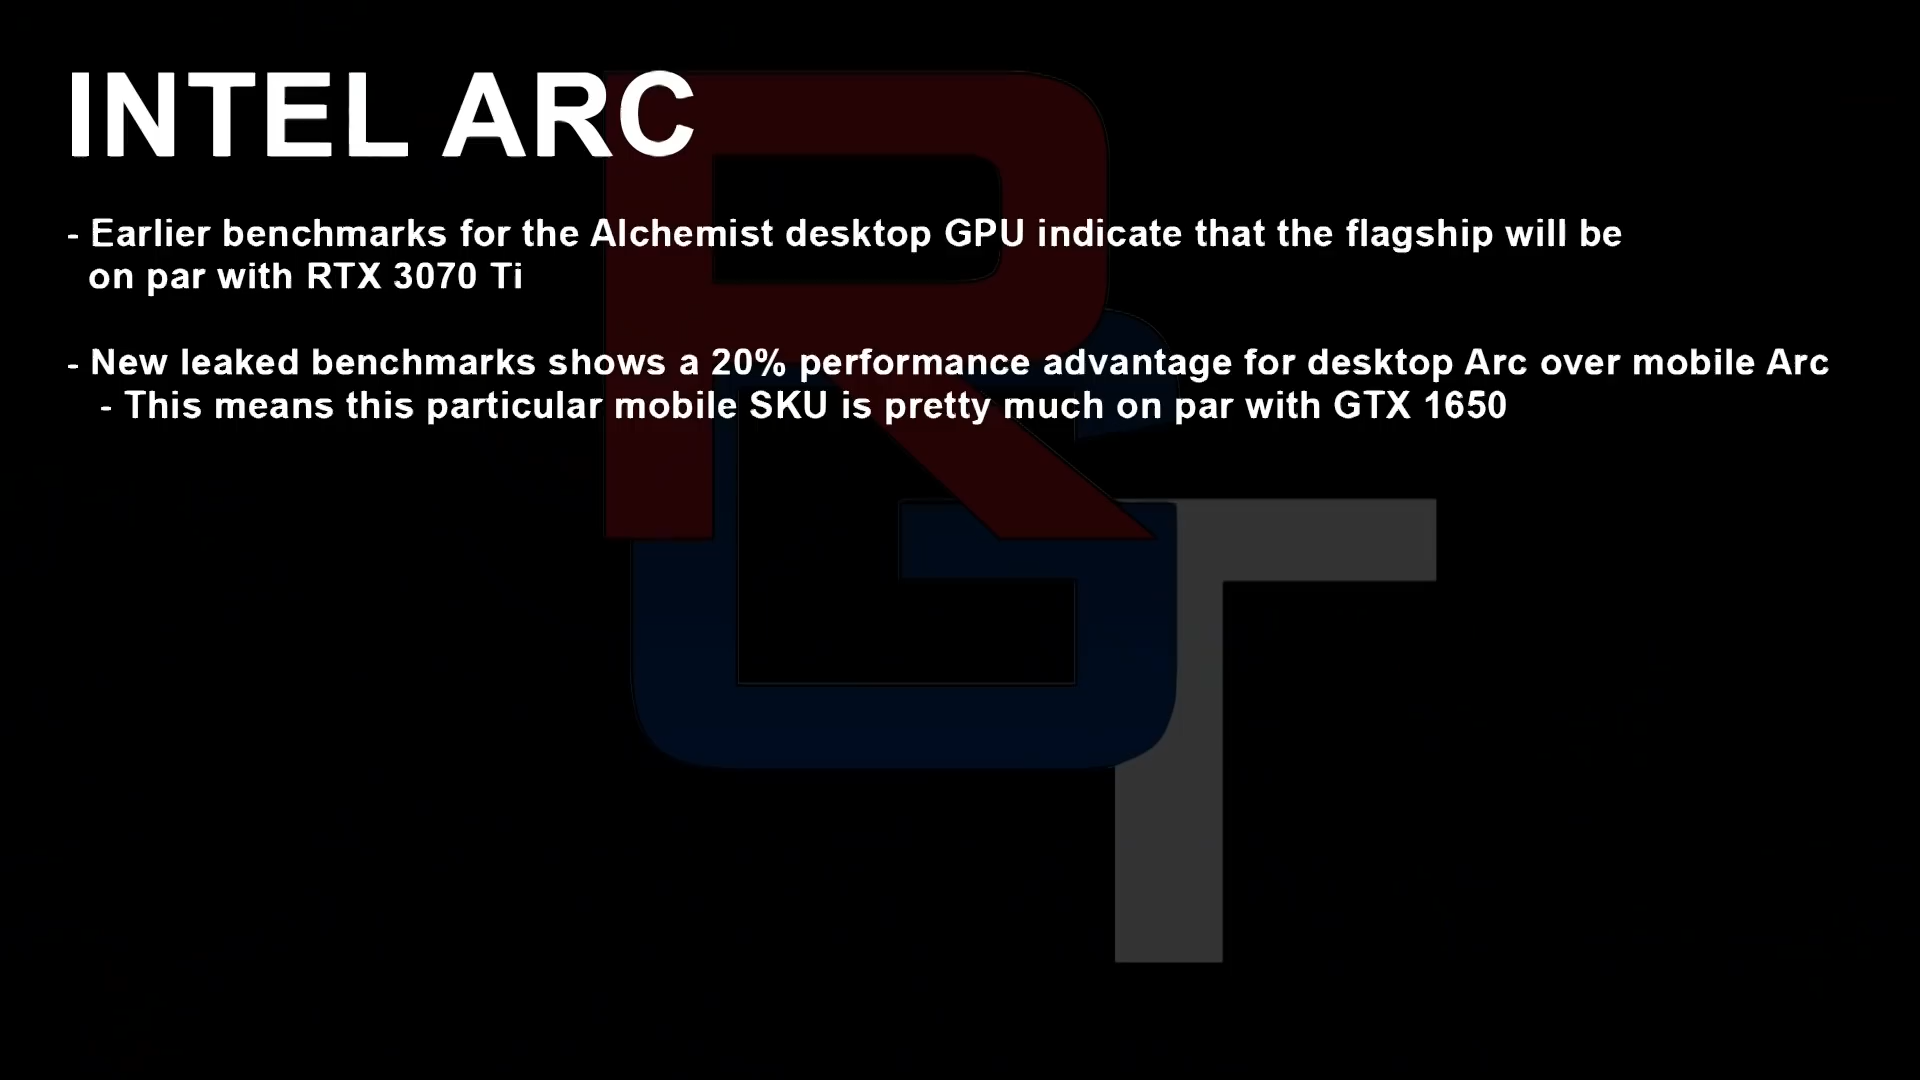 INTEL ARC
- Earlier benchmarks for the Alchemist desktop GPU indicate that the flagship will be
on par with RTX 3070 Ti
- New leaked benchmarks shows a 20% performance advantage for desktop Arc over mobile Arc
- This means this particular mobile SKU is pretty much on par with GTX 1650
RGT